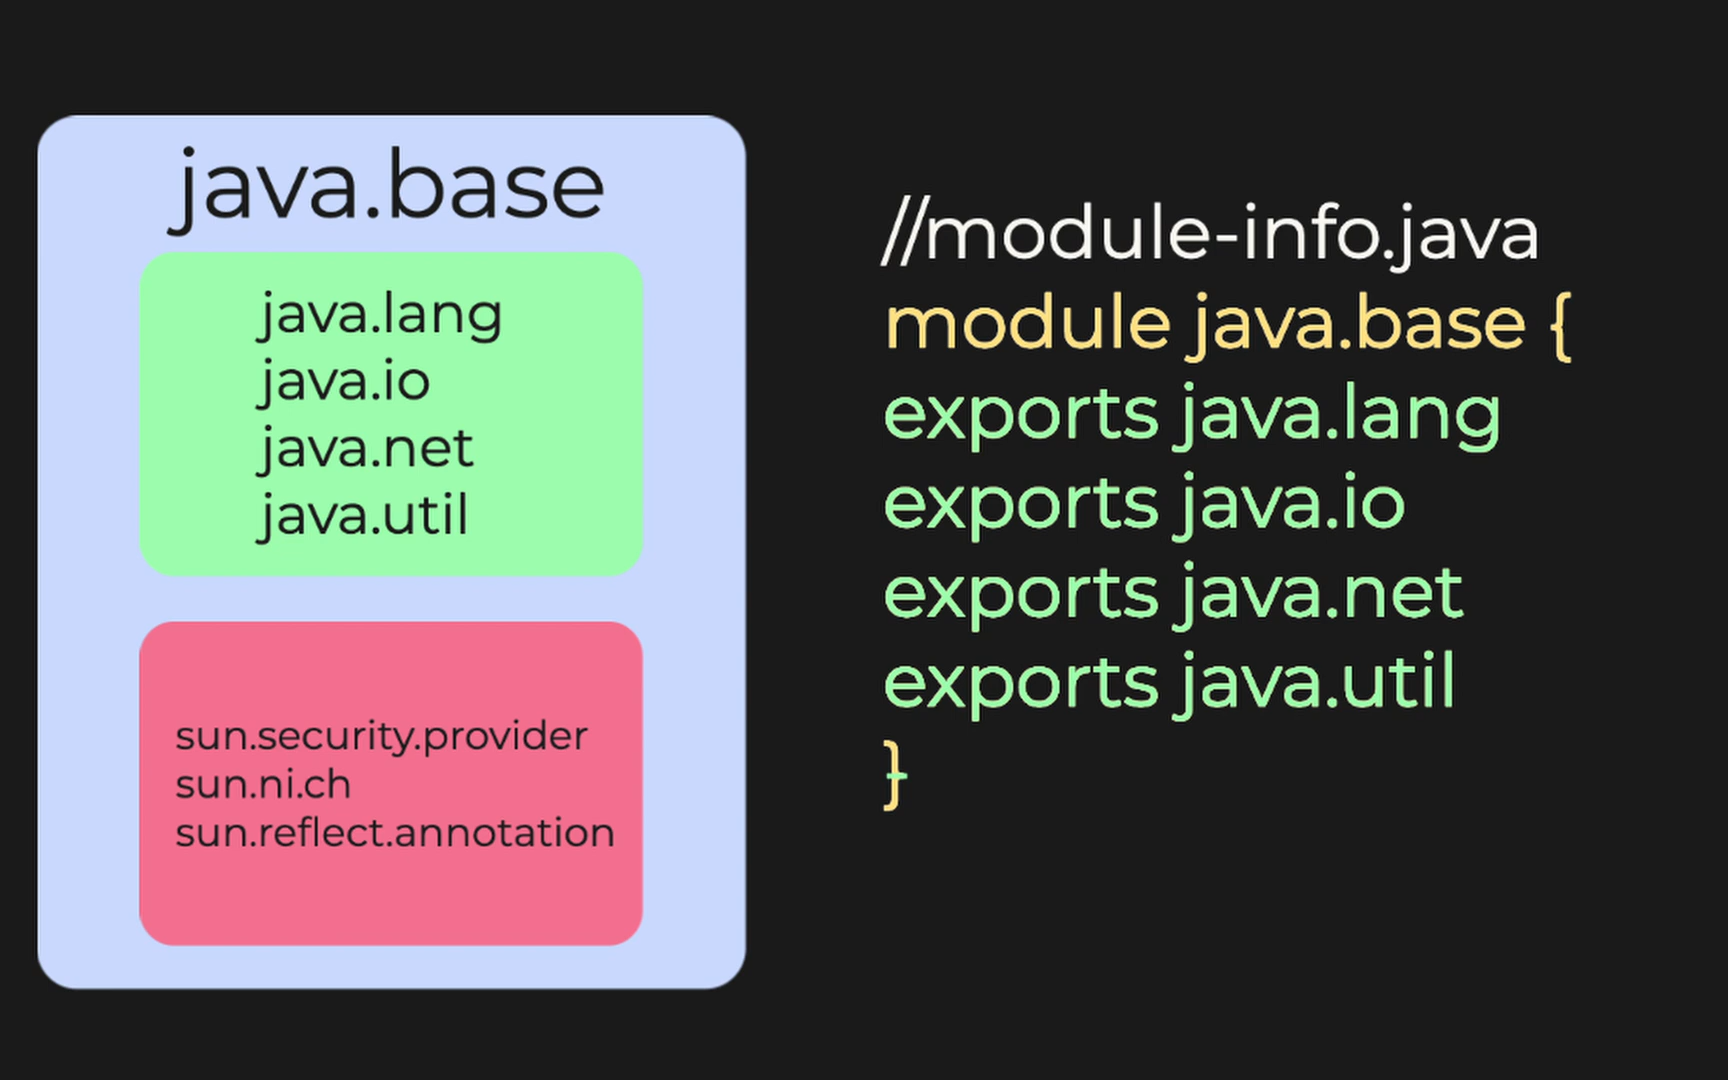 java.base
java.lang
java.io
java.net
java.util
sun.security.provider
sun.ni.ch
sun.reflect.annotation
//module-info.java
module java.base {
exports java.lang
exports java.io
exports java.net
exports java.util
}